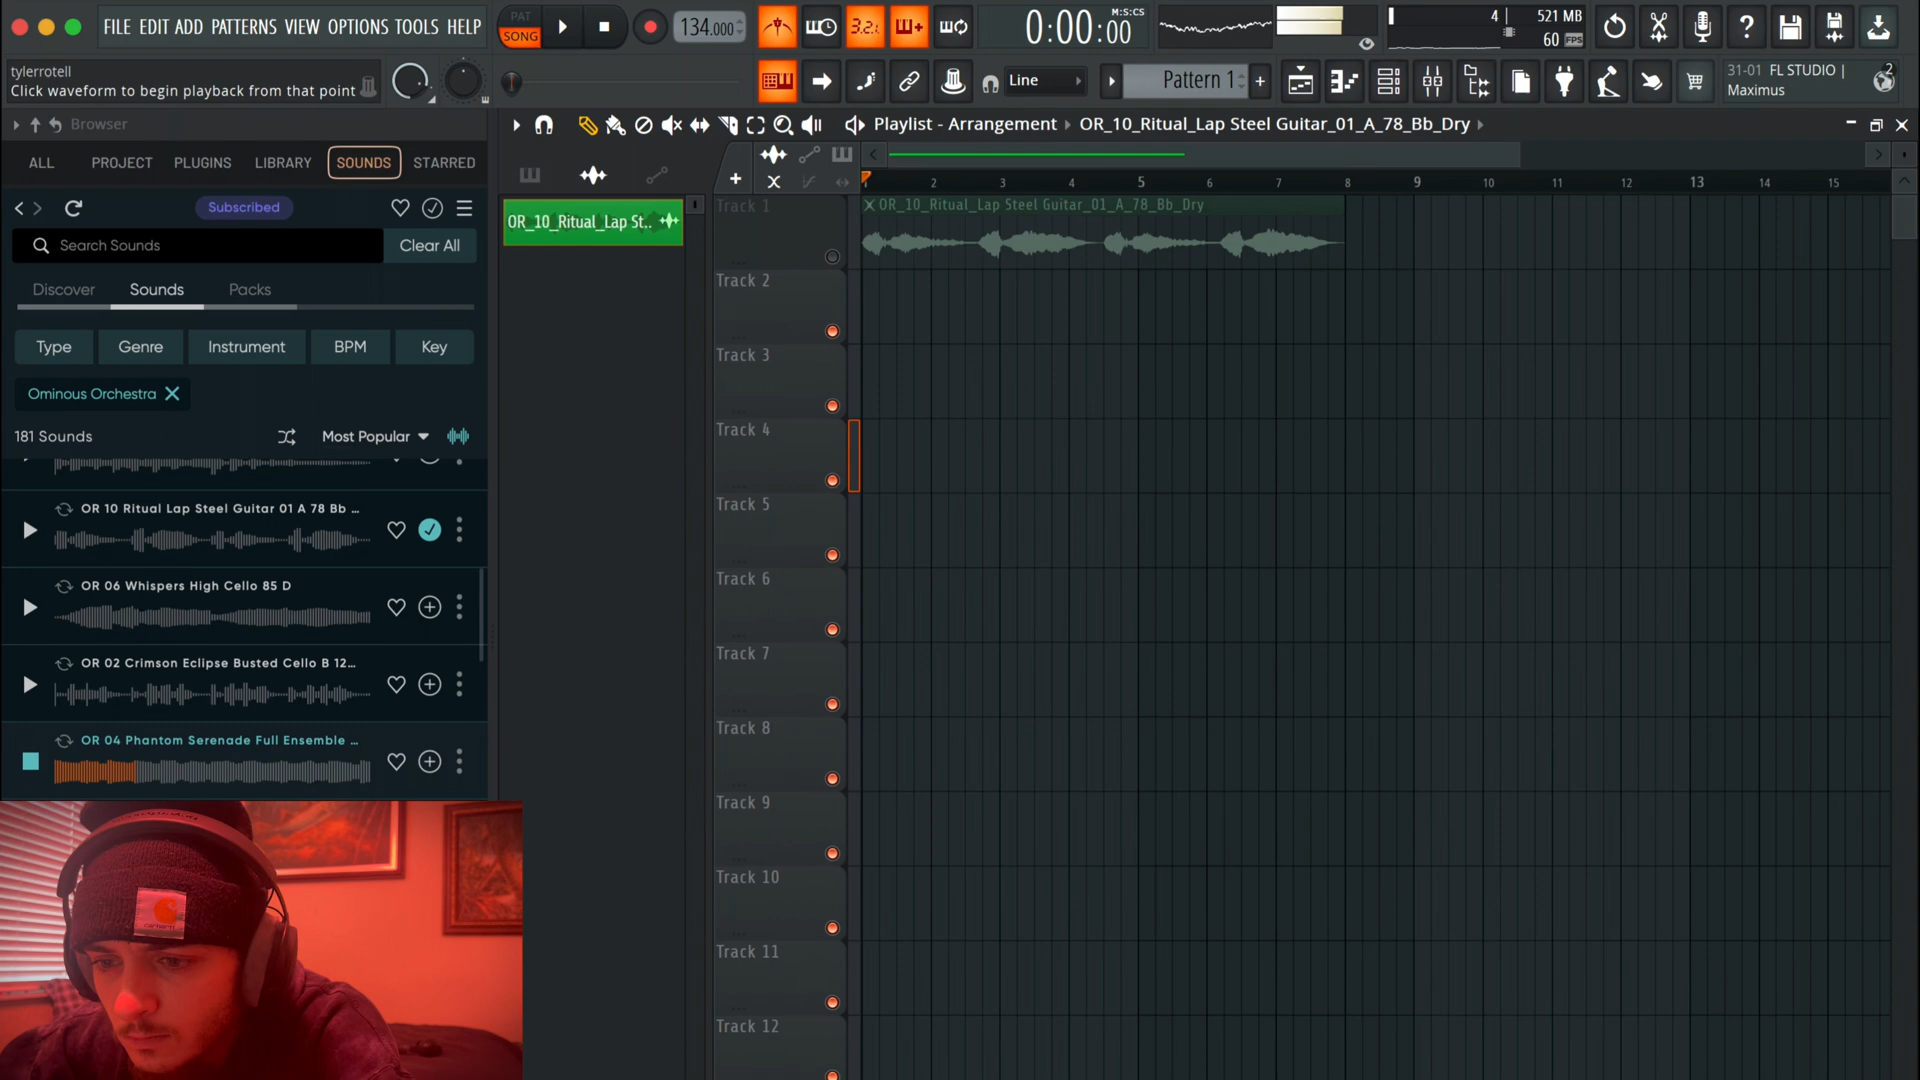 FILE EDIT ADD PATTERNS VIEW OPTIONS TOOLS HELP
PAT
SONG
134.000
3.2.
0:00:00
M:S:CS
4
521 MB
60 FPS
tylerrotell
Click waveform to begin playback from that point
Line
Pattern 1
31-01 FL STUDIO |
Maximus
2
Browser
Playlist - Arrangement
OR_10_Ritual_Lap Steel Guitar_01_A_78_Bb_Dry
ALL
PROJECT
PLUGINS
LIBRARY
SOUNDS
STARRED
2
3
4
5
6
7
8
9
10
11
12
13
14
15
Subscribed
OR_10_Ritual_Lap St..
Track 1
OR_10_Ritual_Lap Steel Guitar_01_A_78_Bb_Dry
Search Sounds
Clear All
Discover
Sounds
Packs
Track 2
Type
Genre
Instrument
BPM
Key
Track 3
Ominous Orchestra
181 Sounds
Most Popular
Track 4
OR 10 Ritual Lap Steel Guitar 01 A 78 Bb ...
Track 5
OR 06 Whispers High Cello 85 D
Track 6
OR 02 Crimson Eclipse Busted Cello B 12...
Track 7
OR 04 Phantom Serenade Full Ensemble ...
Track 8
Track 9
Track 10
Track 11
Track 12
carhartt